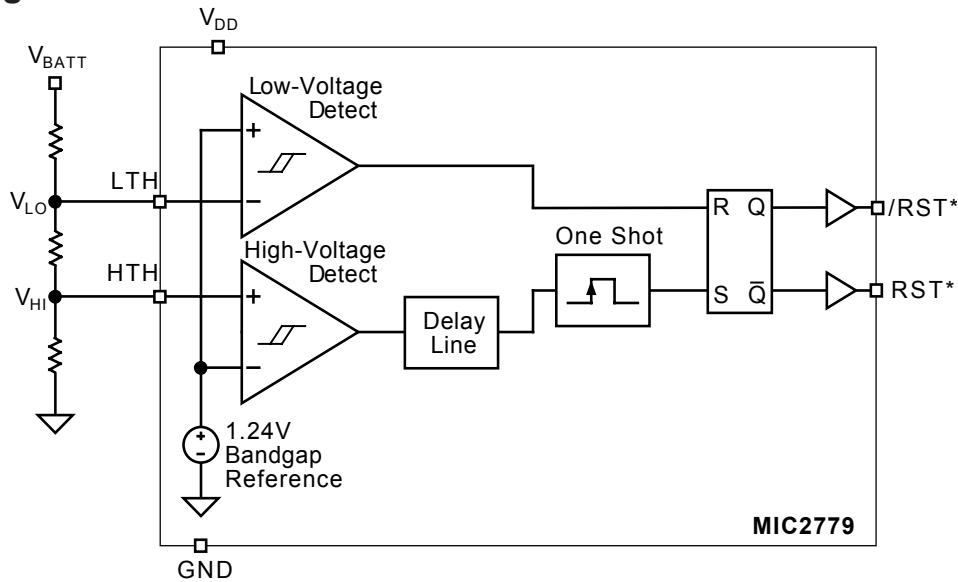 V_DD
V_BATT
Low-Voltage
Detect
+
LTH
V_LO
−
R Q
/RST*
High-Voltage
Detect
One Shot
HTH
V_HI
+
S Q̅
RST*
Delay
Line
−
+
−
1.24V
Bandgap
Reference
MIC2779
GND